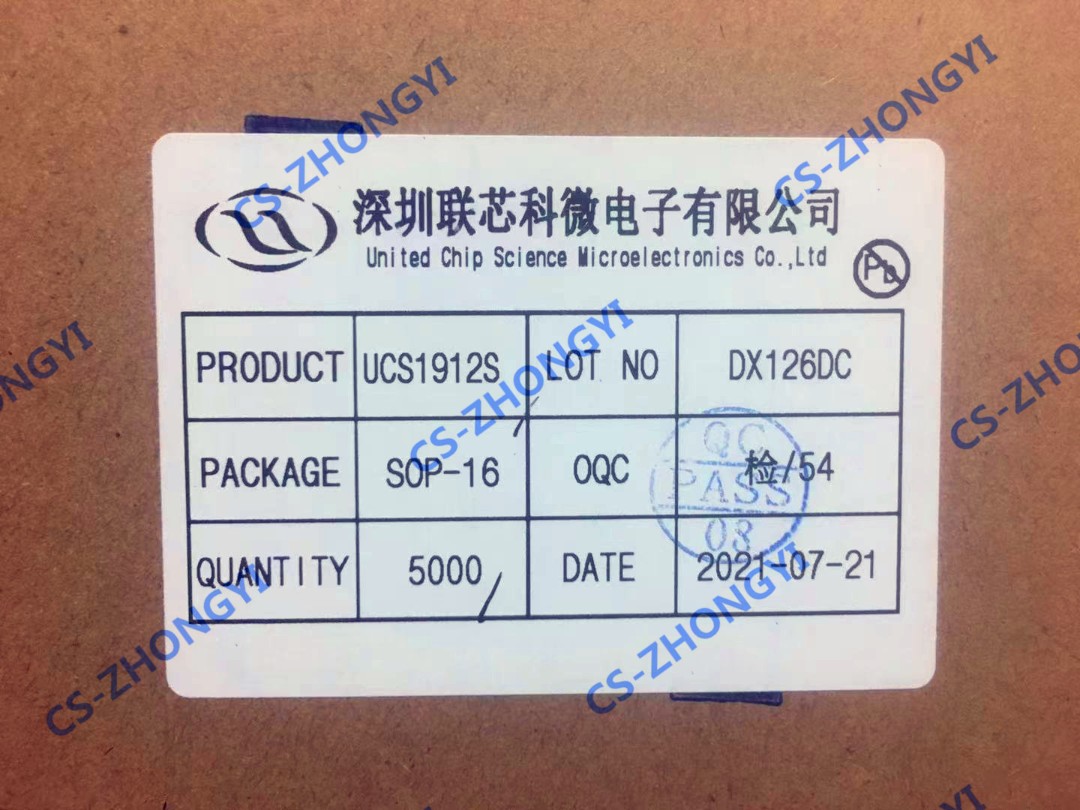 深圳联芯科微电子有限公司
United Chip Science Microelectronics Co.,Ltd
Pb
PRODUCT UCS1912S LOT NO DX126DC
PACKAGE SOP-16 OQC 检/54
QUANTITY 5000 DATE 2021-07-21
QC
PASS
03
CS-ZHONGYI
CS-ZHONGYI
CS-ZHONGYI
CS-ZHONGYI
CS-ZHONGYI
CS-ZHONGYI